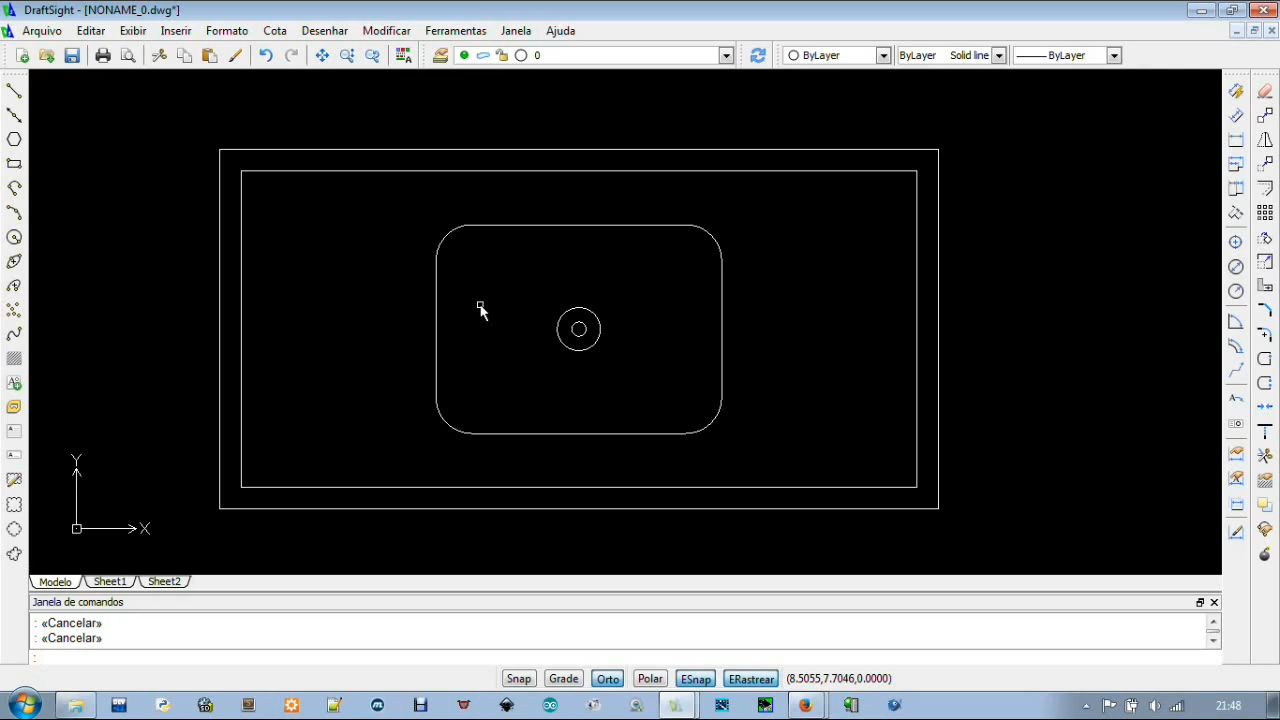 DraftSight - [NONAME_0.dwg*]
Arquivo Editar Exibir Inserir Formato Cota Desenhar Modificar Ferramentas Janela Ajuda
0 ByLayer ByLayer Solid line ByLayer
Y
X
Modelo Sheet1 Sheet2
Janela de comandos
: «Cancelar»
: «Cancelar»
:
Snap Grade Orto Polar ESnap ERastrear (8.5055,7.7046,0.0000)
21:48